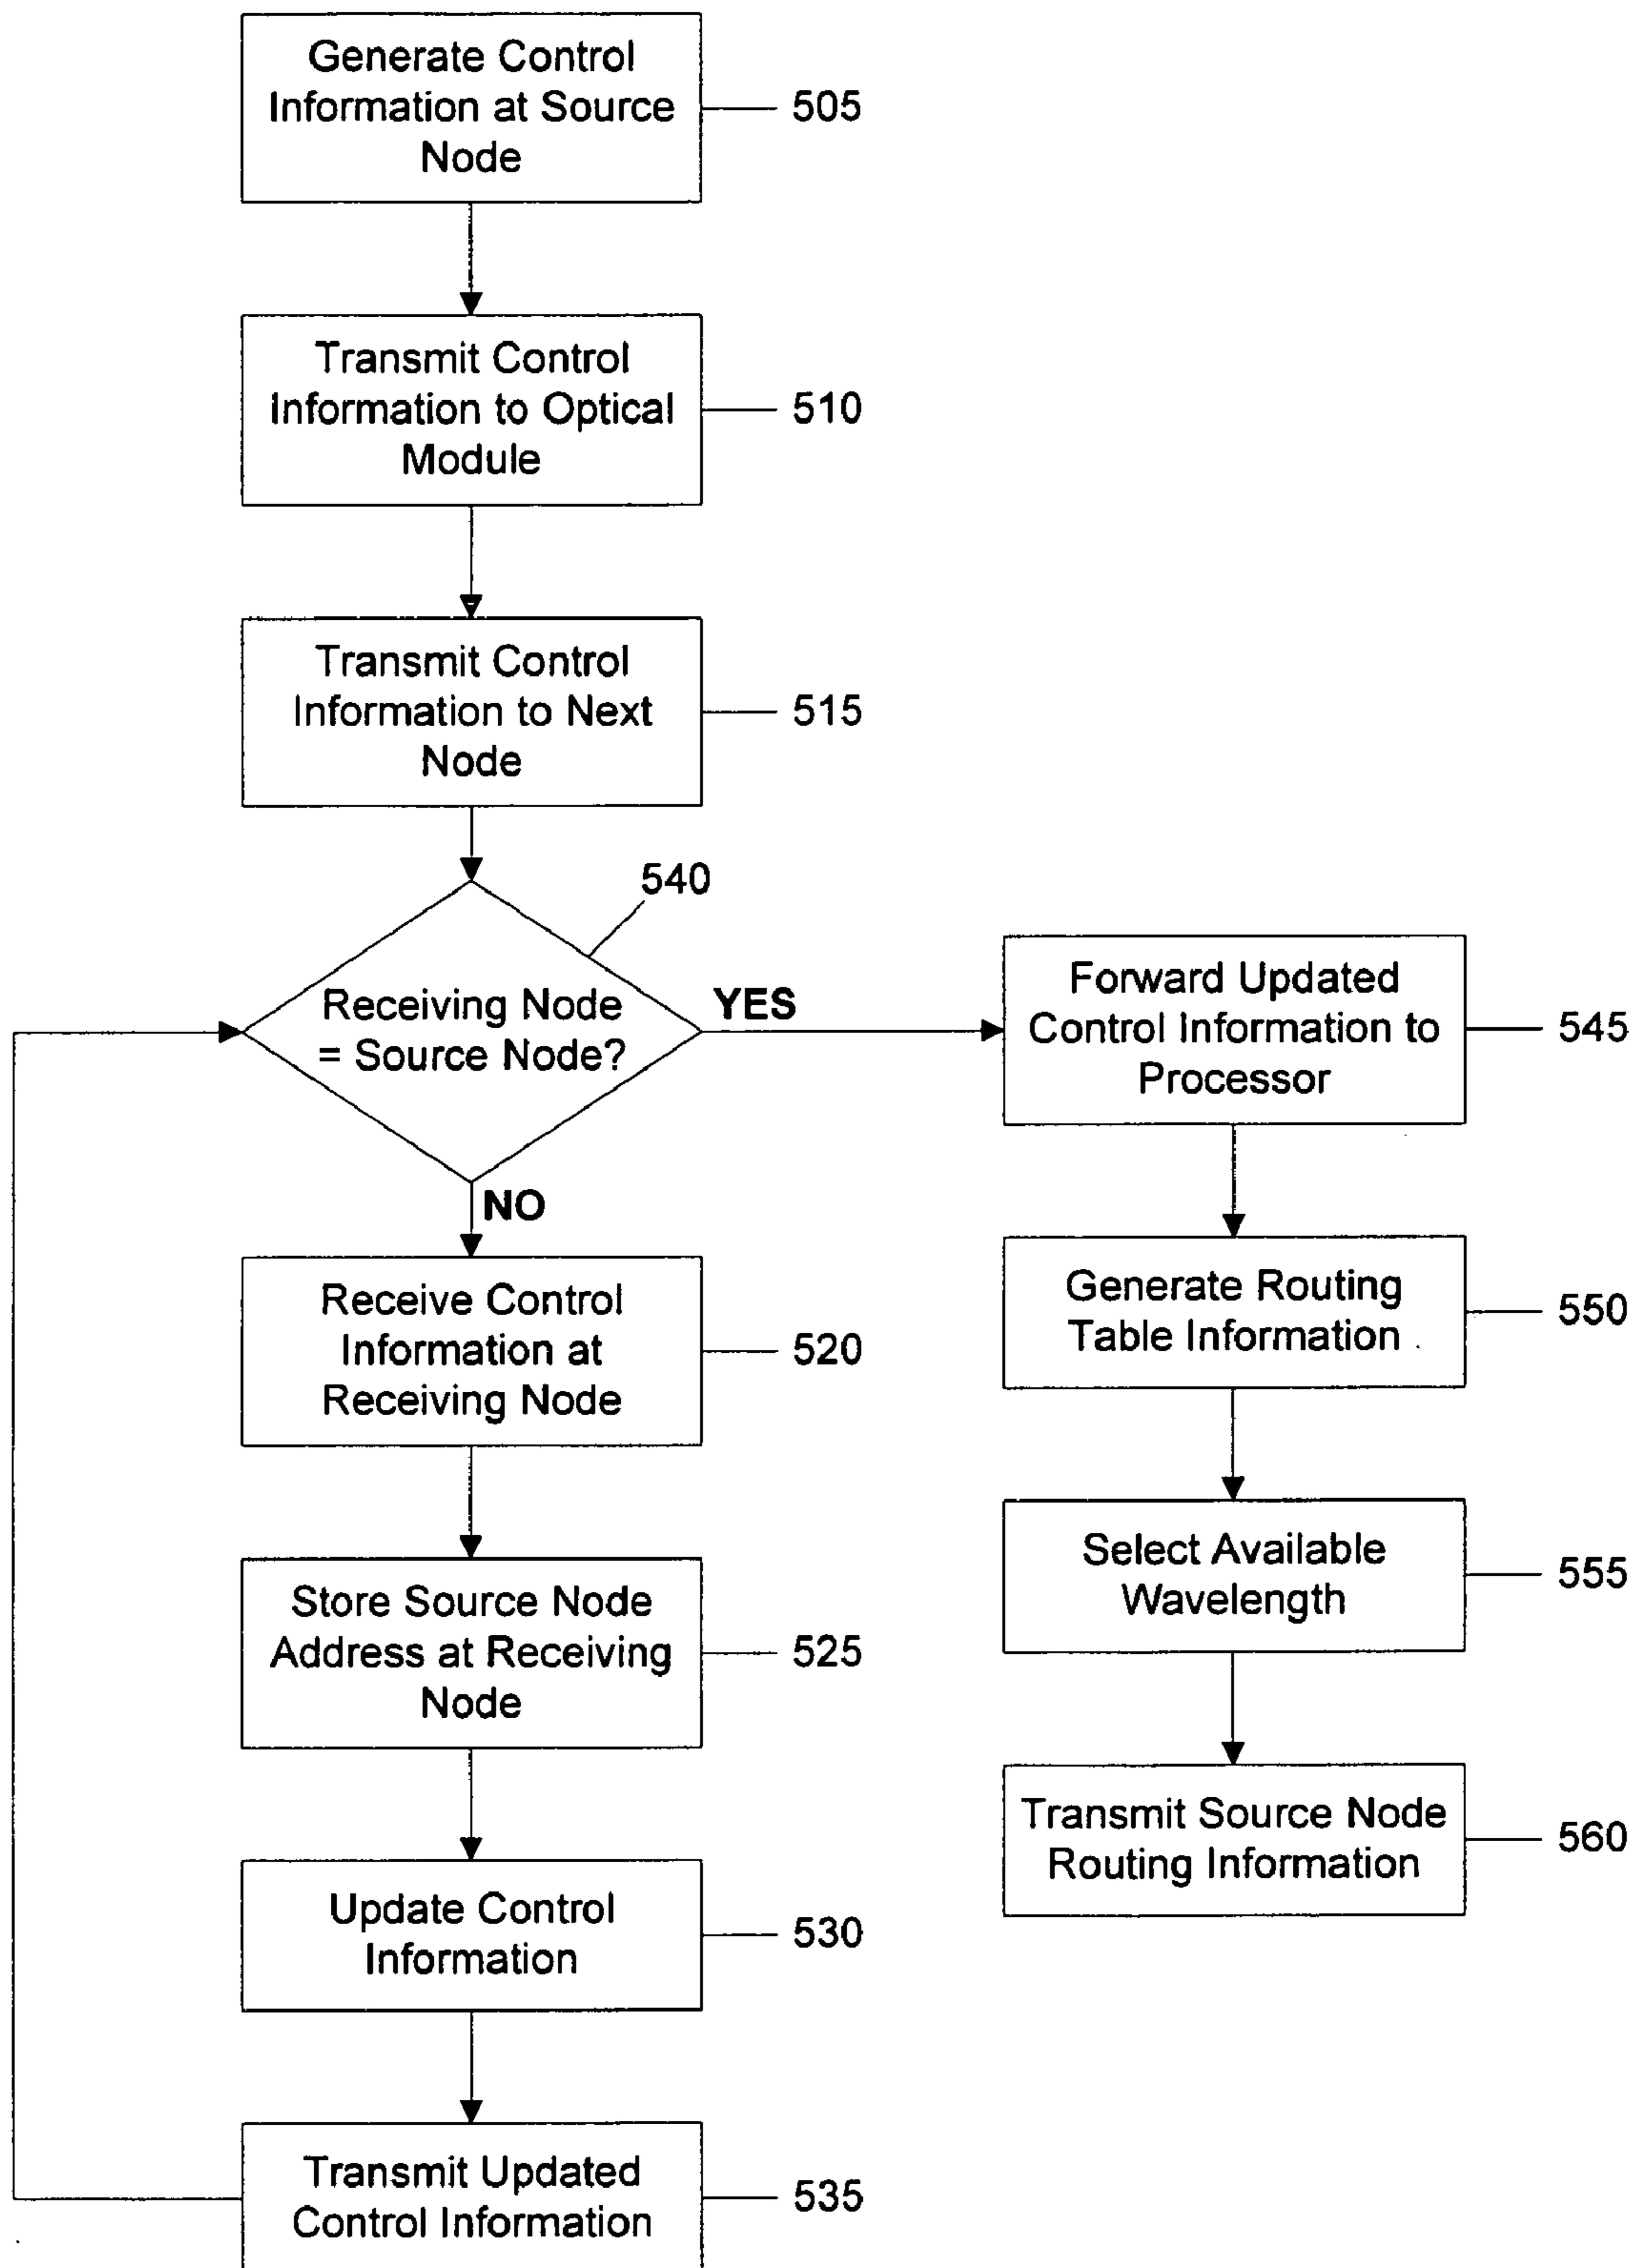 Generate Control
Information at Source
Node
505
Transmit Control
Information to Optical
Module
510
Transmit Control
Information to Next
Node
515
540
Receiving Node
= Source Node?
YES
NO
Forward Updated
Control Information to
Processor
545
Receive Control
Information at
Receiving Node
520
Generate Routing
Table Information
550
Store Source Node
Address at Receiving
Node
525
Select Available
Wavelength
555
Update Control
Information
530
Transmit Source Node
Routing Information
560
Transmit Updated
Control Information
535